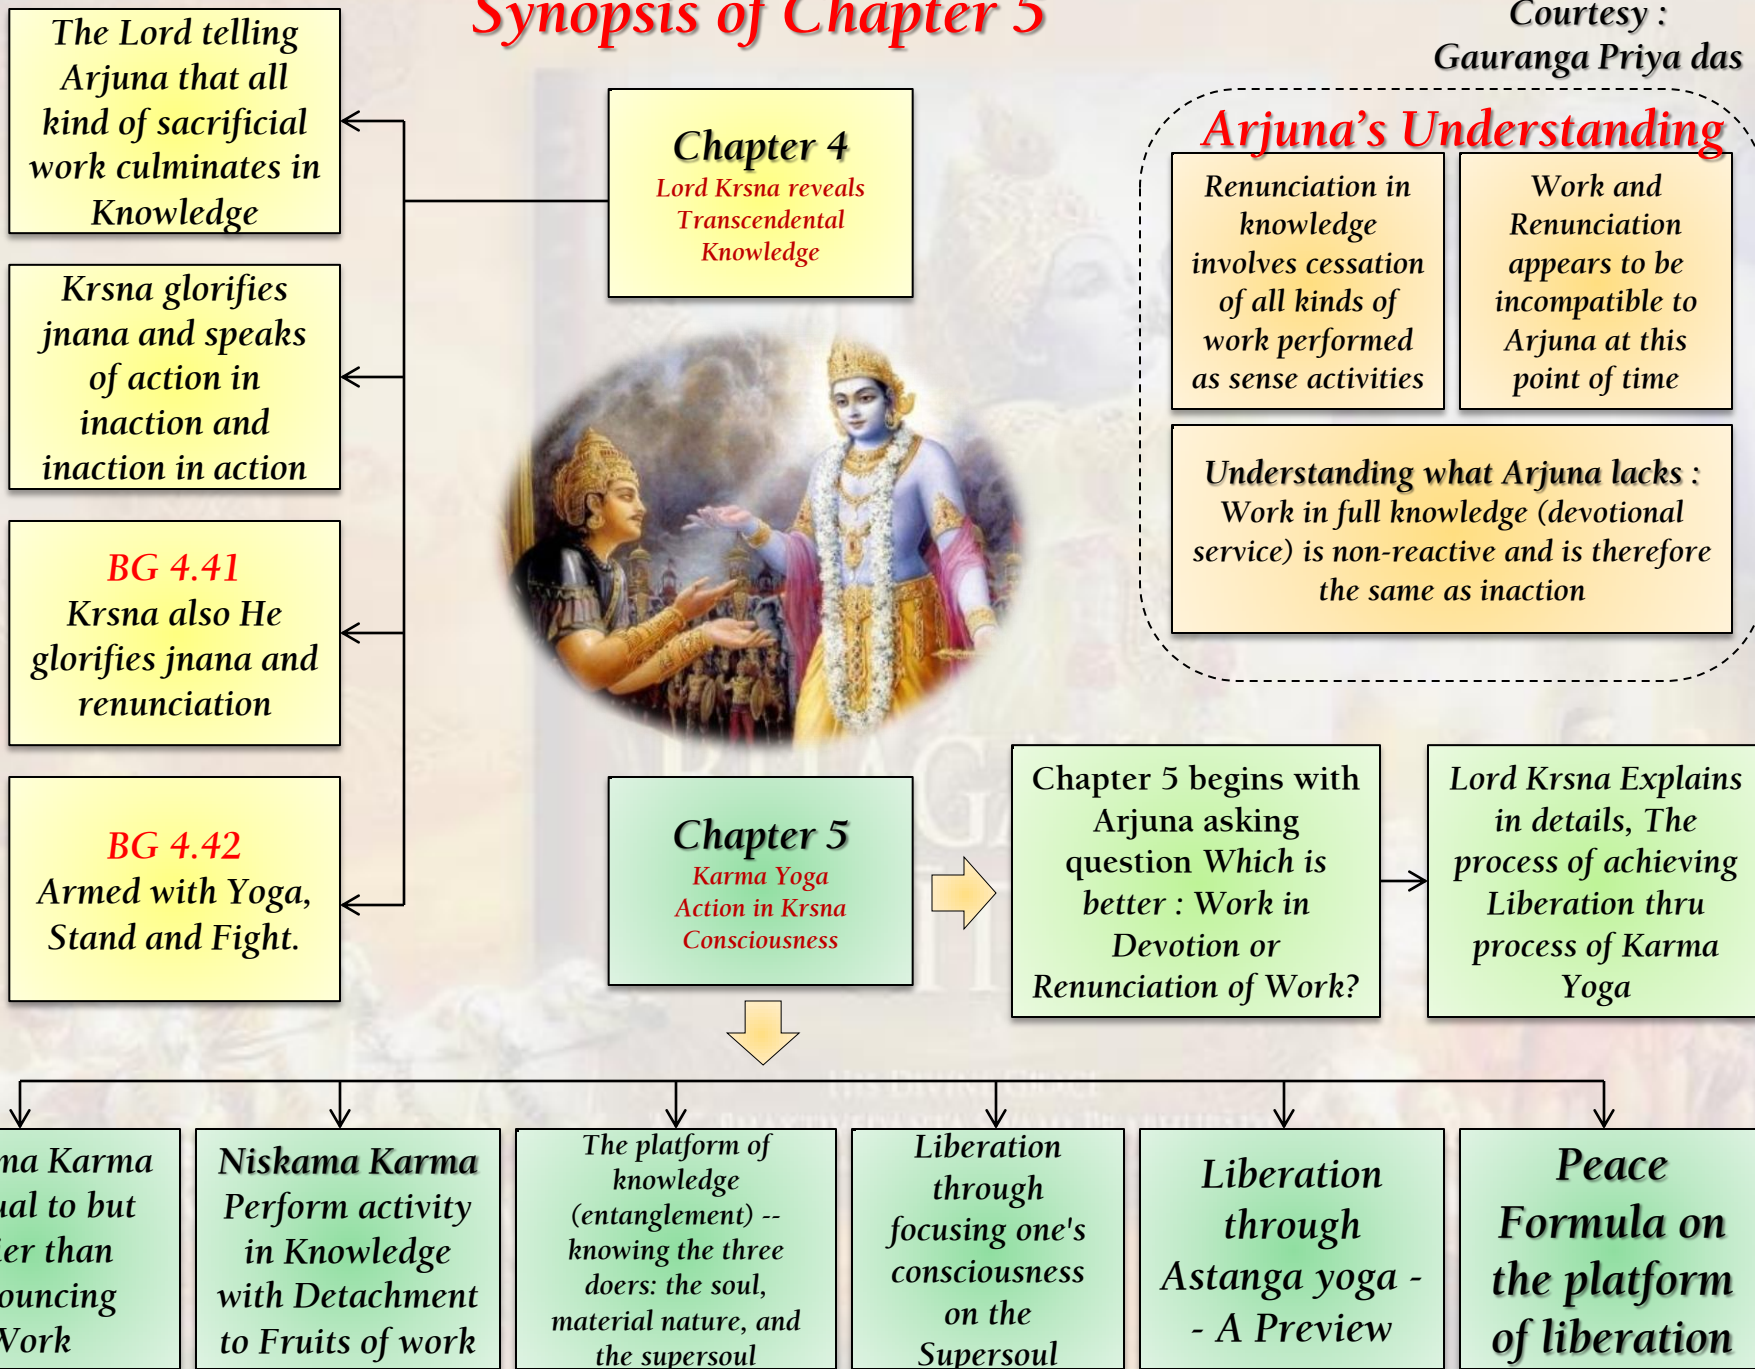 Synopsis of Chapter 5
Courtesy :
Gauranga Priya das
The Lord telling
Arjuna that all
kind of sacrificial
work culminates in
Knowledge
Krsna glorifies
jnana and speaks
of action in
inaction and
inaction in action
BG 4.41
Krsna also He
glorifies jnana and
renunciation
BG 4.42
Armed with Yoga,
Stand and Fight.
Chapter 4
Lord Krsna reveals
Transcendental
Knowledge
Arjuna's Understanding
Renunciation in
knowledge
involves cessation
of all kinds of
work performed
as sense activities
Work and
Renunciation
appears to be
incompatible to
Arjuna at this
point of time
Understanding what Arjuna lacks :
Work in full knowledge (devotional
service) is non-reactive and is therefore
the same as inaction
Chapter 5
Karma Yoga
Action in Krsna
Consciousness
Chapter 5 begins with
Arjuna asking
question Which is
better : Work in
Devotion or
Renunciation of Work?
Lord Krsna Explains
in details, The
process of achieving
Liberation thru
process of Karma
Yoga
Karma
to but
than
Work
Niskama Karma
Perform activity
in Knowledge
with Detachment
to Fruits of work
The platform of
knowledge
(entanglement) --
knowing the three
doers: the soul,
material nature, and
the supersoul
Liberation
through
focusing one's
consciousness
on the
Supersoul
Liberation
through
Astanga yoga -
- A Preview
Peace
Formula on
the platform
of liberation